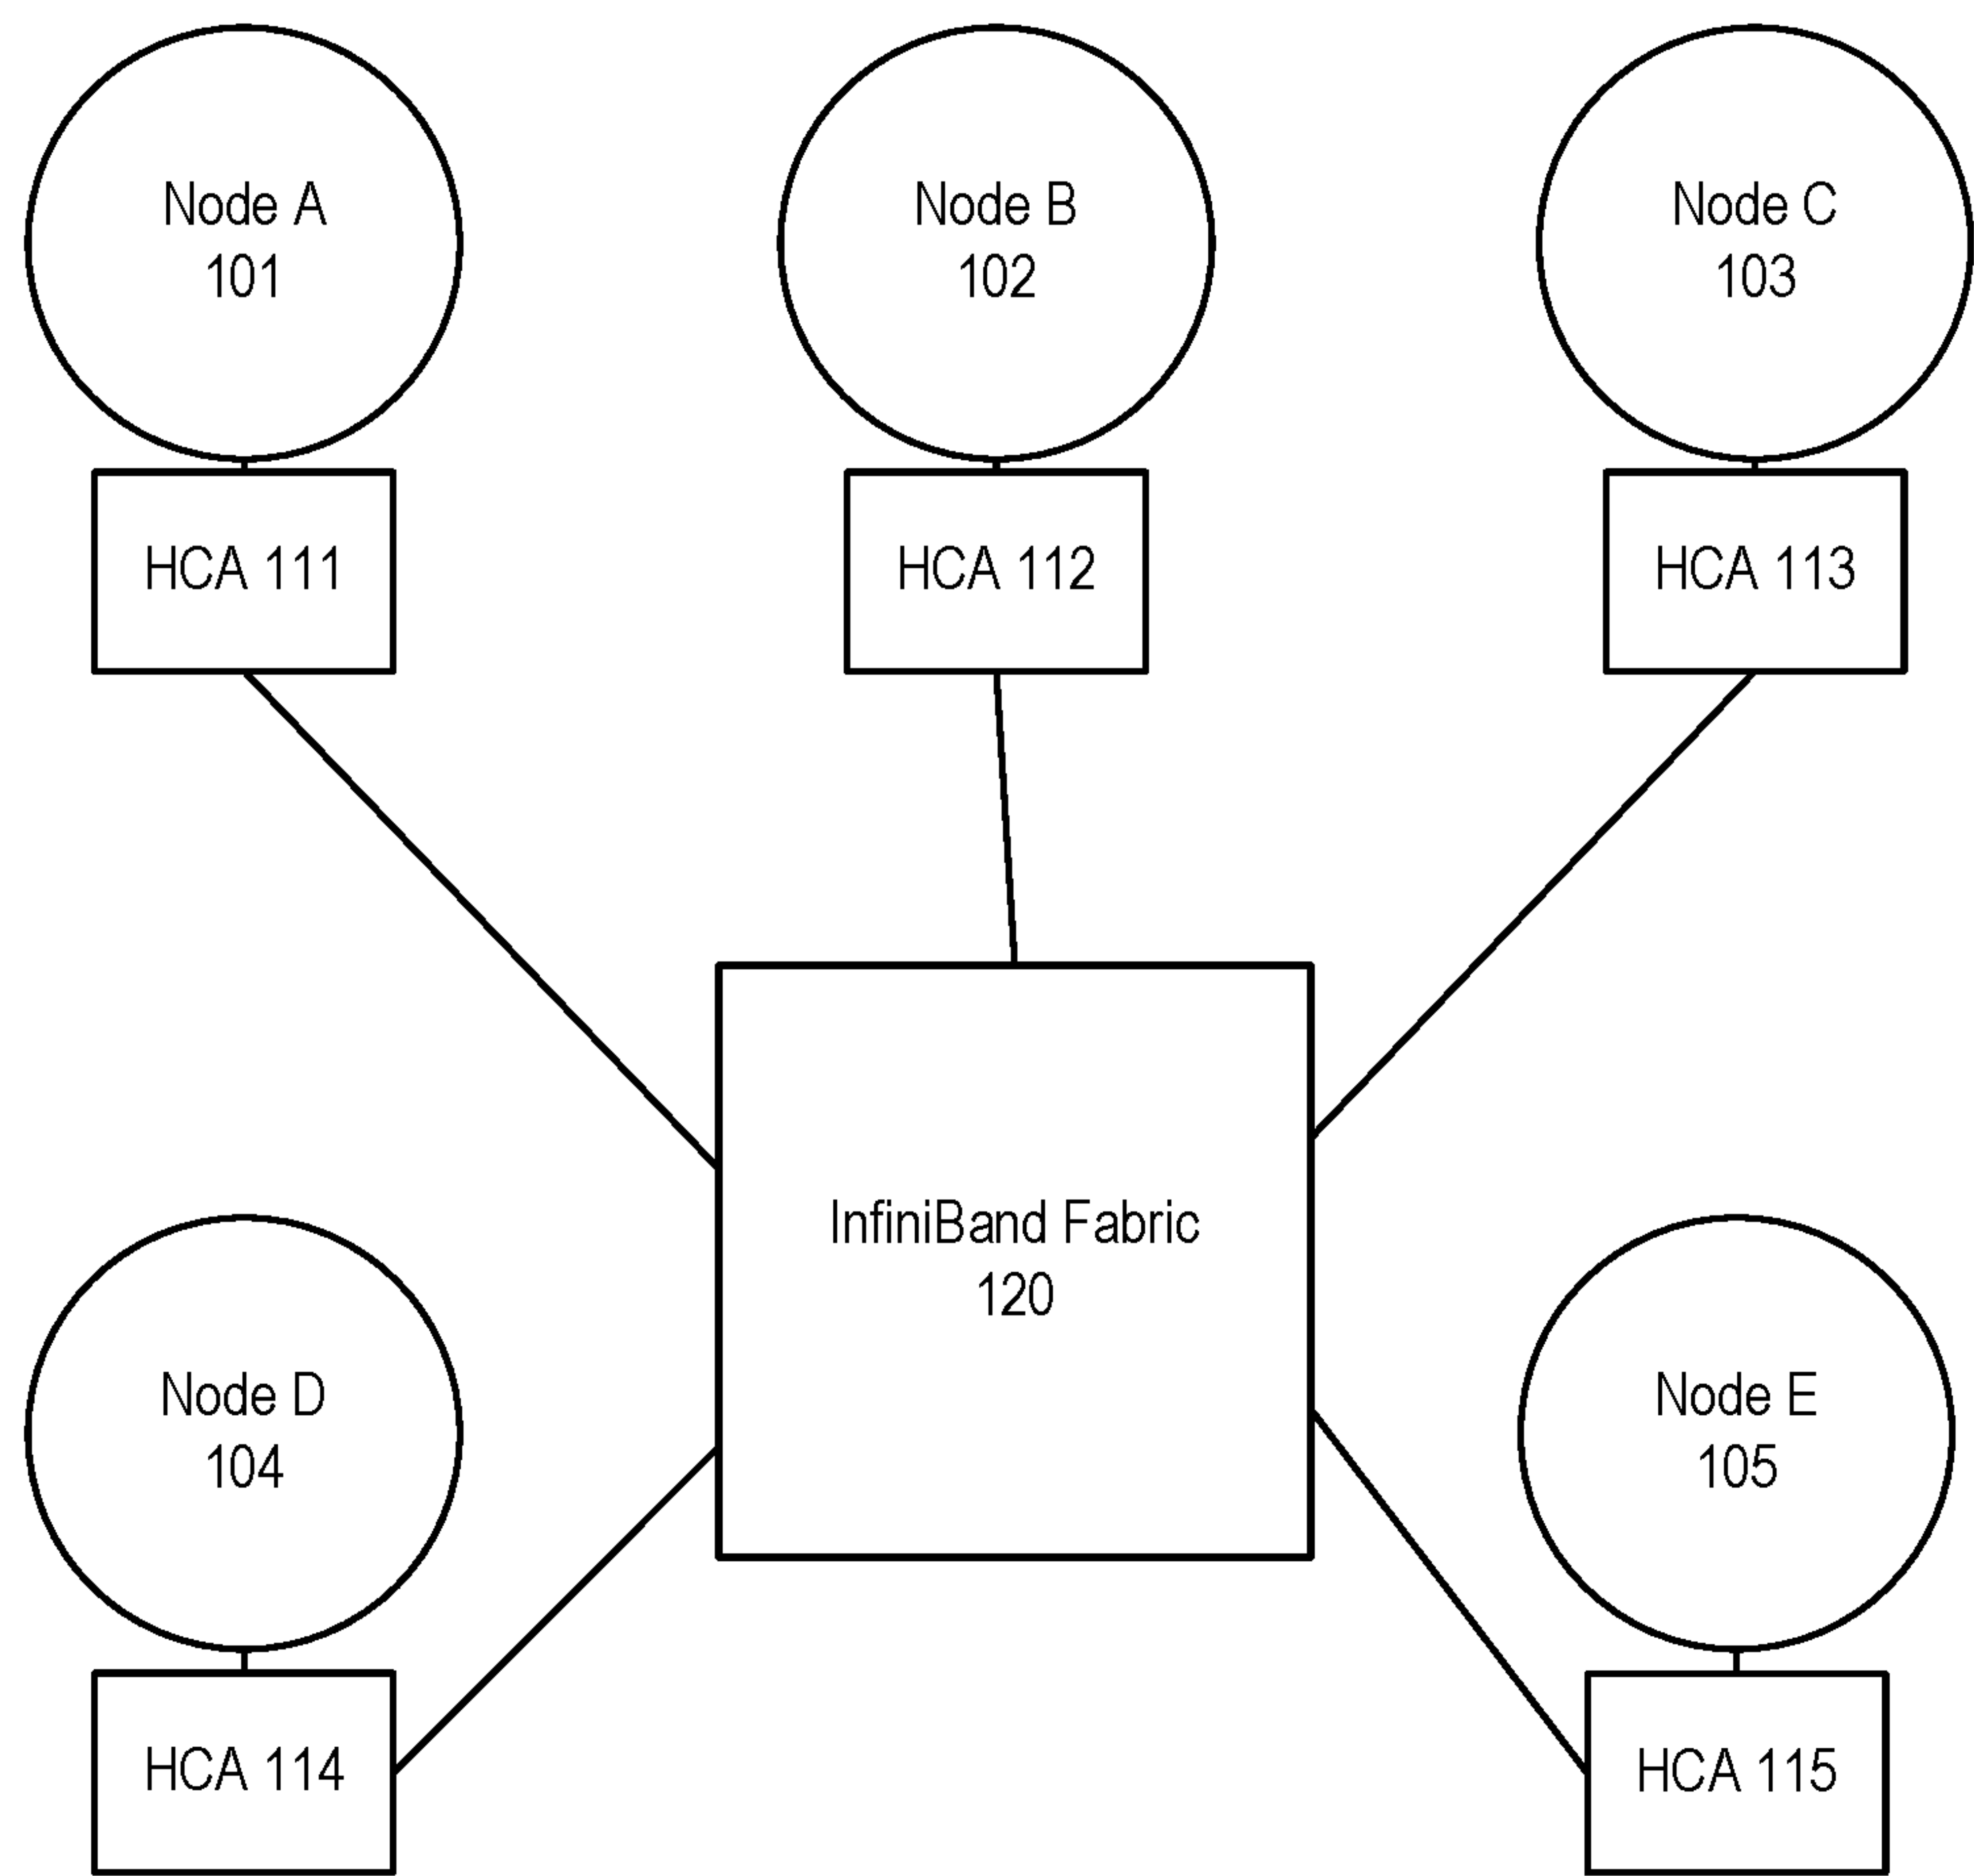 Node A
101
Node B
102
Node C
103
HCA 111
HCA 112
HCA 113
InfiniBand Fabric
120
Node D
104
Node E
105
HCA 114
HCA 115